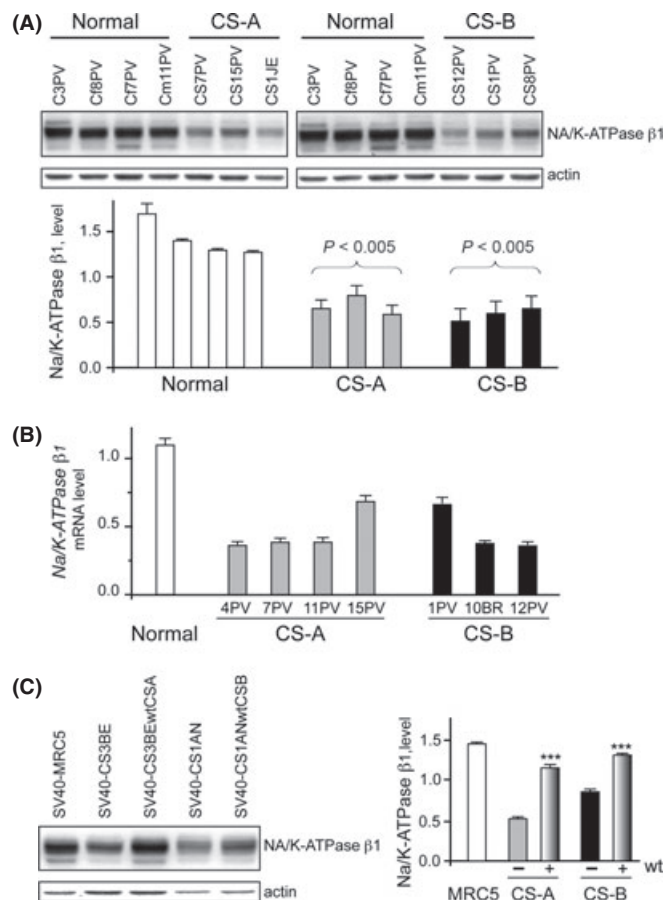 (A)
Normal CS-A Normal CS-B
C3PV Cf8PV Cf7PV Cm11PV CS7PV CS15PV CS1JE C3PV Cf8PV Cf7PV Cm11PV CS12PV CS1PV CS8PV
NA/K-ATPase β1
actin
Na/K-ATPase β1, level
1.5
1.0
0.5
0.0
P < 0.005 P < 0.005
Normal CS-A CS-B
(B)
Na/K-ATPase β1
mRNA level
1.0
0.5
0.0
4PV 7PV 11PV 15PV 1PV 10BR 12PV
Normal CS-A CS-B
(C)
SV40-MRC5 SV40-CS3BE SV40-CS3BEwtCSA SV40-CS1AN SV40-CS1ANwtCSB
NA/K-ATPase β1
actin
Na/K-ATPase β1,level
1.5
1.0
0.5
0.0
*** ***
− + − + wt
MRC5 CS-A CS-B